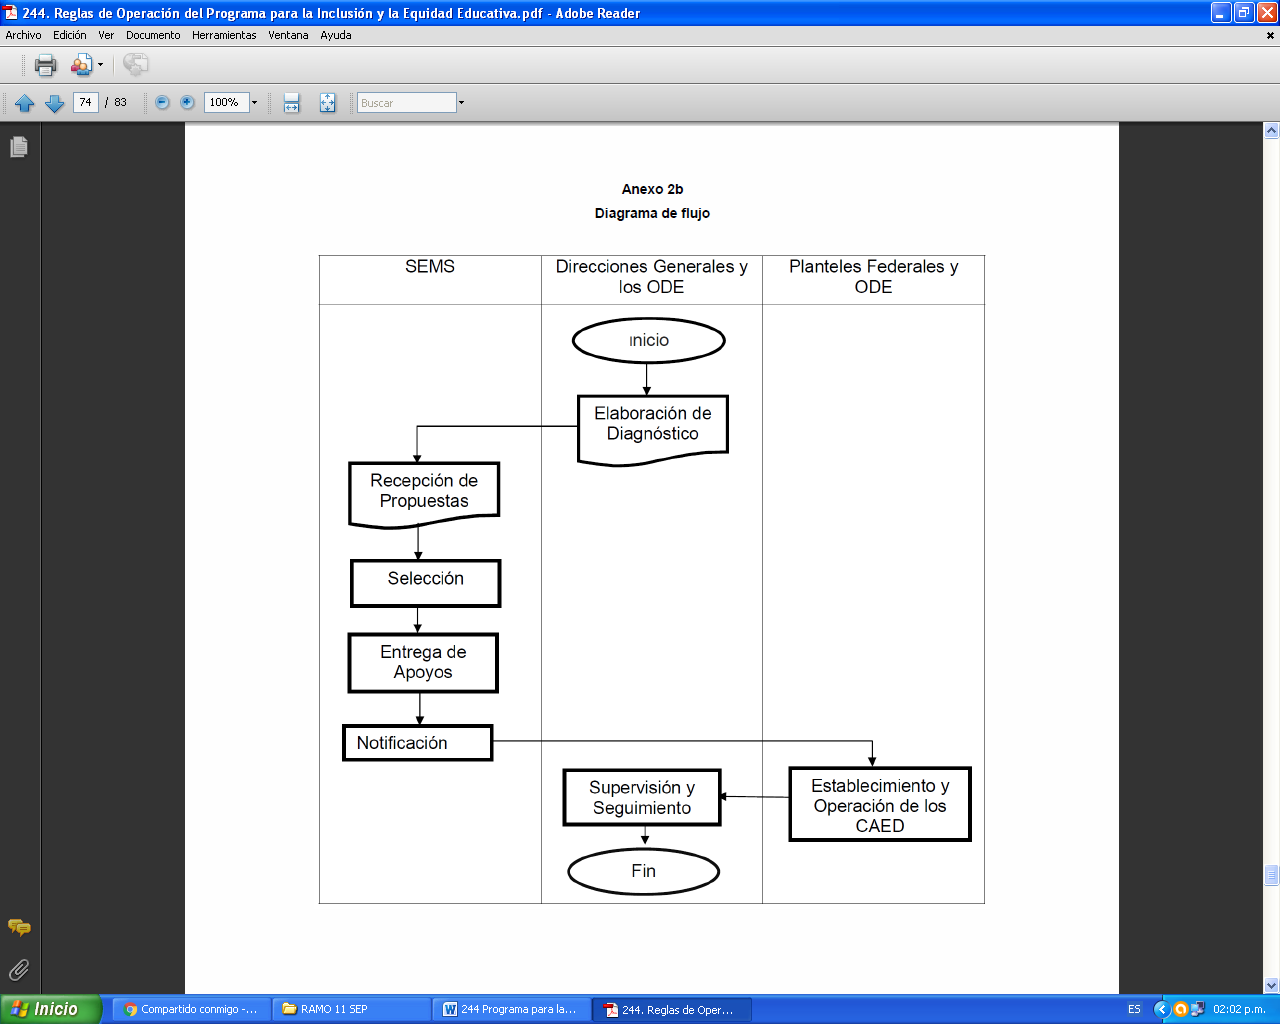 244. Reglas de Operación del Programa para la Inclusión y la Equidad Educativa.pdf - Adobe Reader
Archivo Edición Ver Documento Herramientas Ventana Ayuda
74 / 83 100% Buscar
Anexo 2b
Diagrama de flujo
SEMS
Direcciones Generales y
los ODE
Planteles Federales y
ODE
Inicio
Elaboración de
Diagnóstico
Recepción de
Propuestas
Selección
Entrega de
Apoyos
Notificación
Establecimiento y
Operación de los
CAED
Supervisión y
Seguimiento
Fin
Inicio
Compartido conmigo -...
RAMO 11 SEP
244 Programa para la...
244. Reglas de Oper...
ES
02:02 p.m.